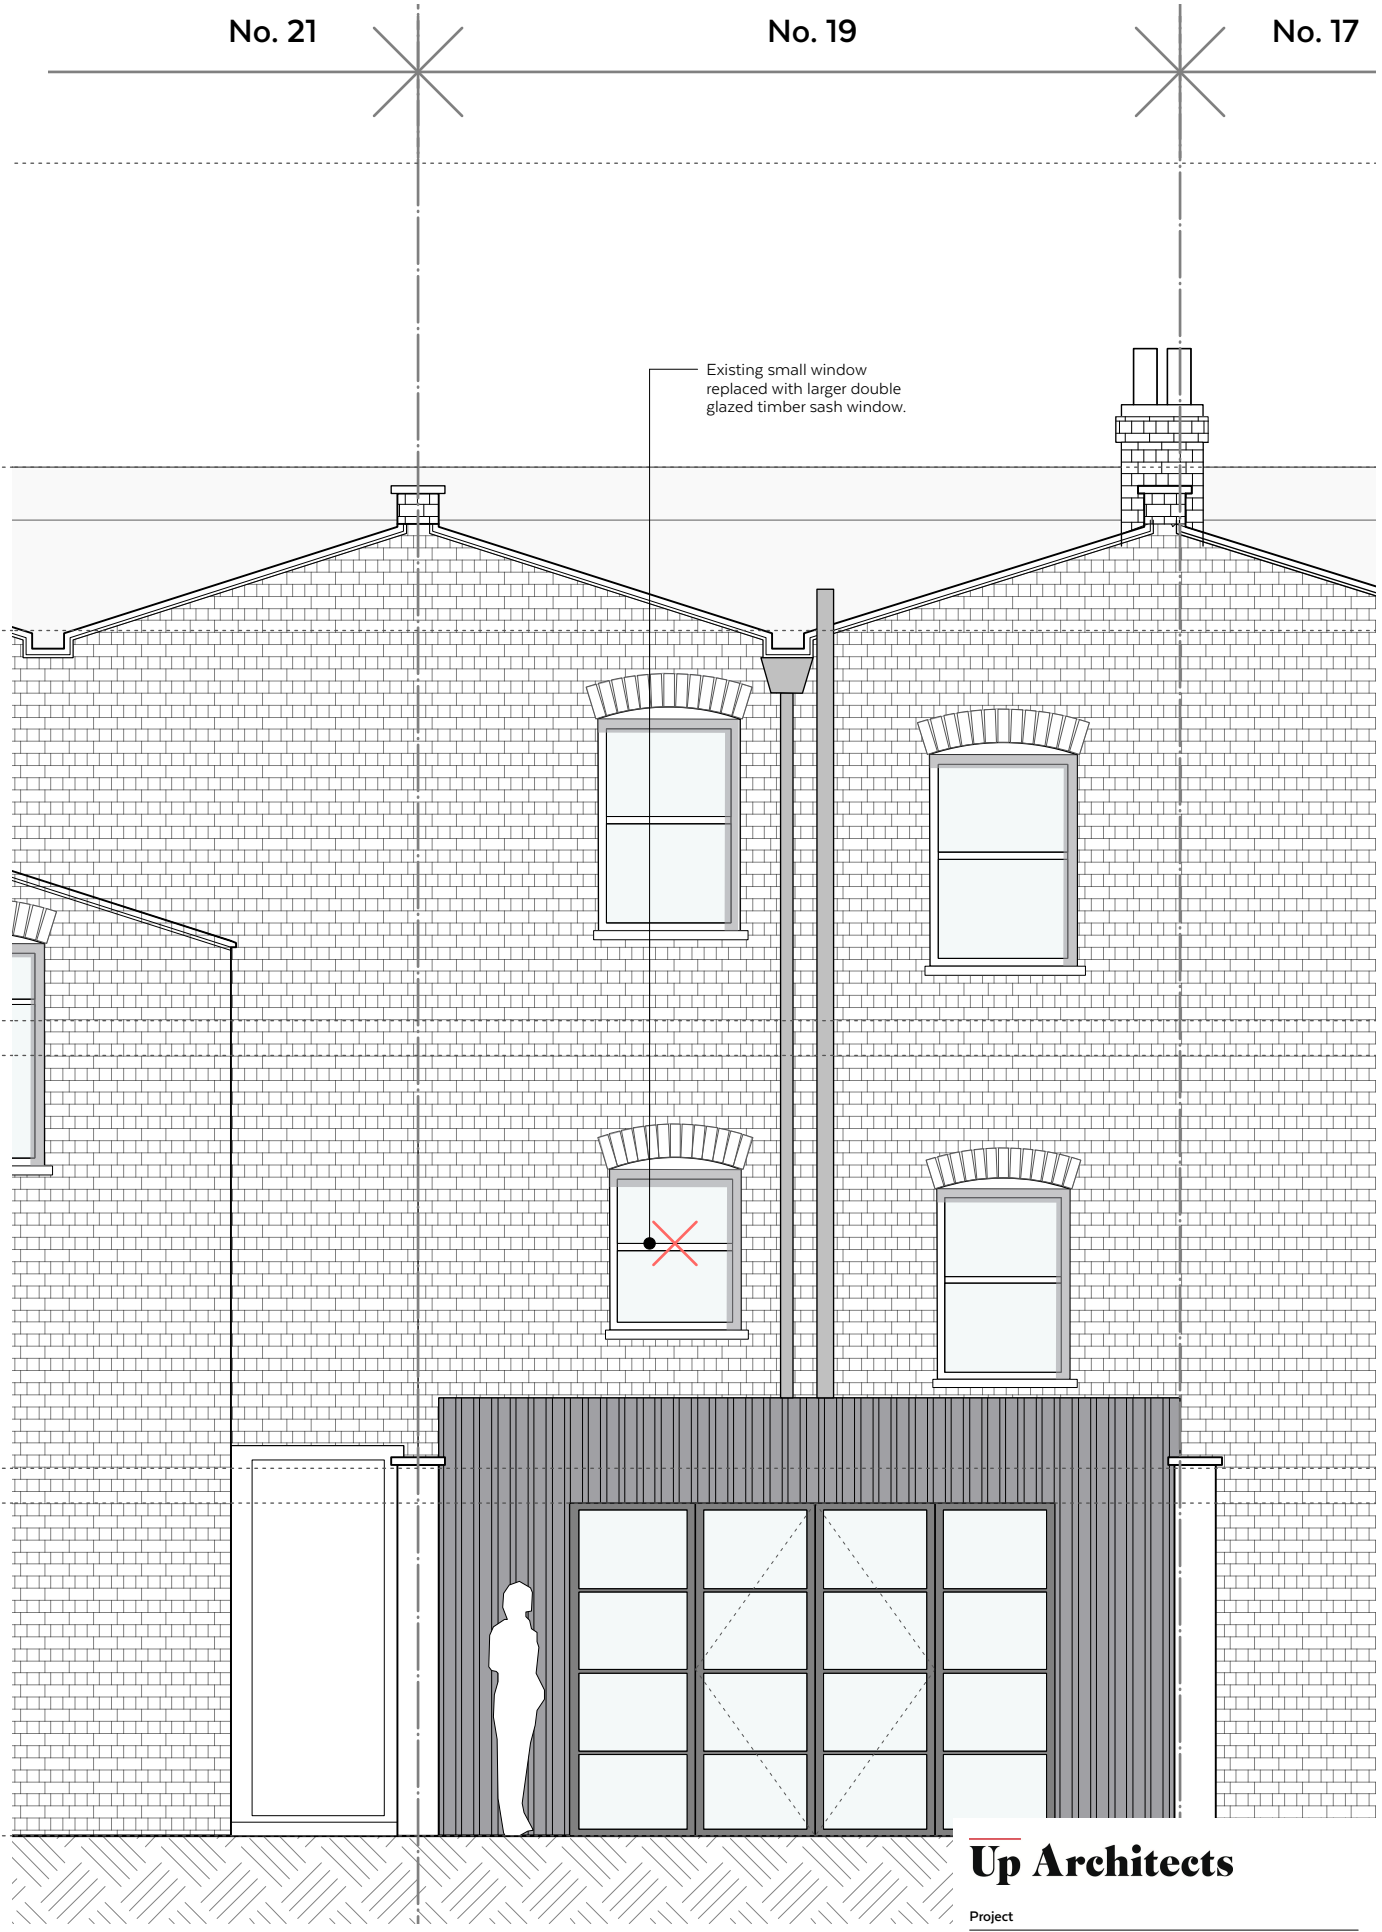 No. 21
No. 19
No. 17
Existing small window
replaced with larger double
glazed timber sash window.
Up Architects
Project